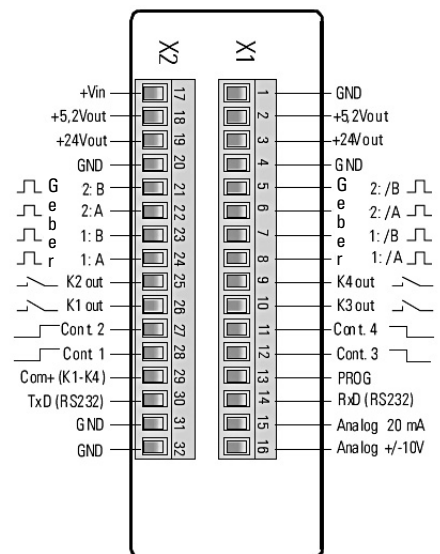 X2 X1
+Vin 17 1 GND
+5,2Vout 18 2 +5,2Vout
+24Vout 19 3 +24Vout
GND 20 4 GND
Geber 2: B 21 5 Geber 2: /B
2: A 22 6 2: /A
1: B 23 7 1: /B
1: A 24 8 1: /A
K2 out 25 9 K4 out
K1 out 26 10 K3 out
Cont. 2 27 11 Cont. 4
Cont. 1 28 12 Cont. 3
Com+ (K1-K4) 29 13 PROG
TxD (RS232) 30 14 RxD (RS232)
GND 31 15 Analog 20 mA
GND 32 16 Analog +/-10V